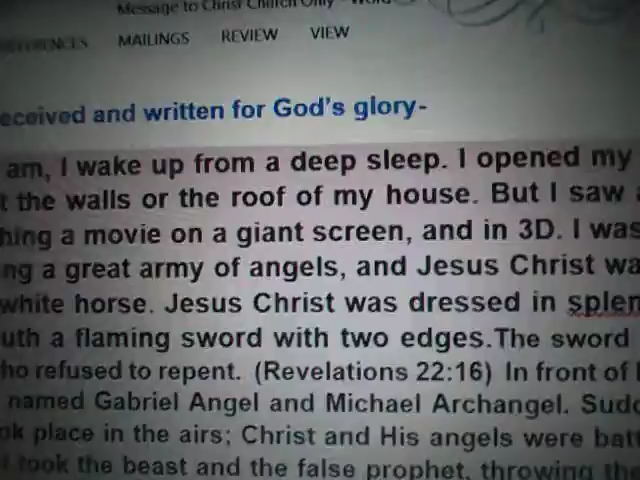 Message to Christ Church Only - Word
REFERENCES MAILINGS REVIEW VIEW
eceived and written for God's glory-
am, I wake up from a deep sleep. I opened my
t the walls or the roof of my house. But I saw a
hing a movie on a giant screen, and in 3D. I was
ng a great army of angels, and Jesus Christ wa
white horse. Jesus Christ was dressed in splen
uth a flaming sword with two edges.The sword
ho refused to repent. (Revelations 22:16) In front of
named Gabriel Angel and Michael Archangel. Sudd
ok place in the airs; Christ and His angels were batt
took the beast and the false prophet, throwing the